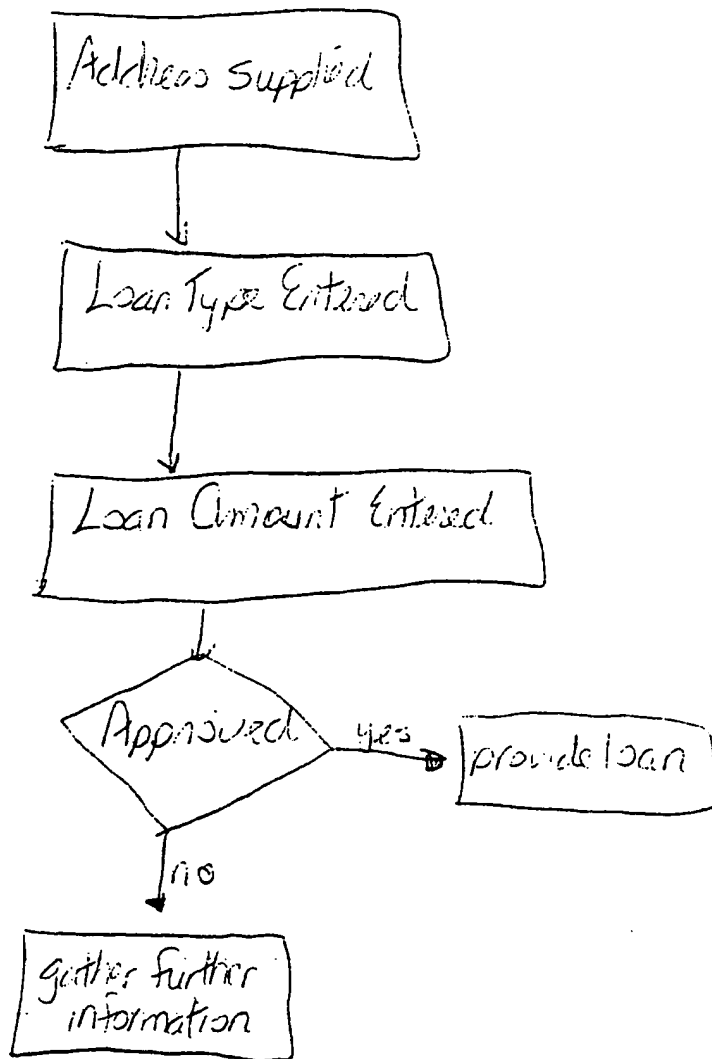 Address Supplied
Loan Type Entered
Loan Amount Entered
Approved
yes
provide loan
no
gather further
information